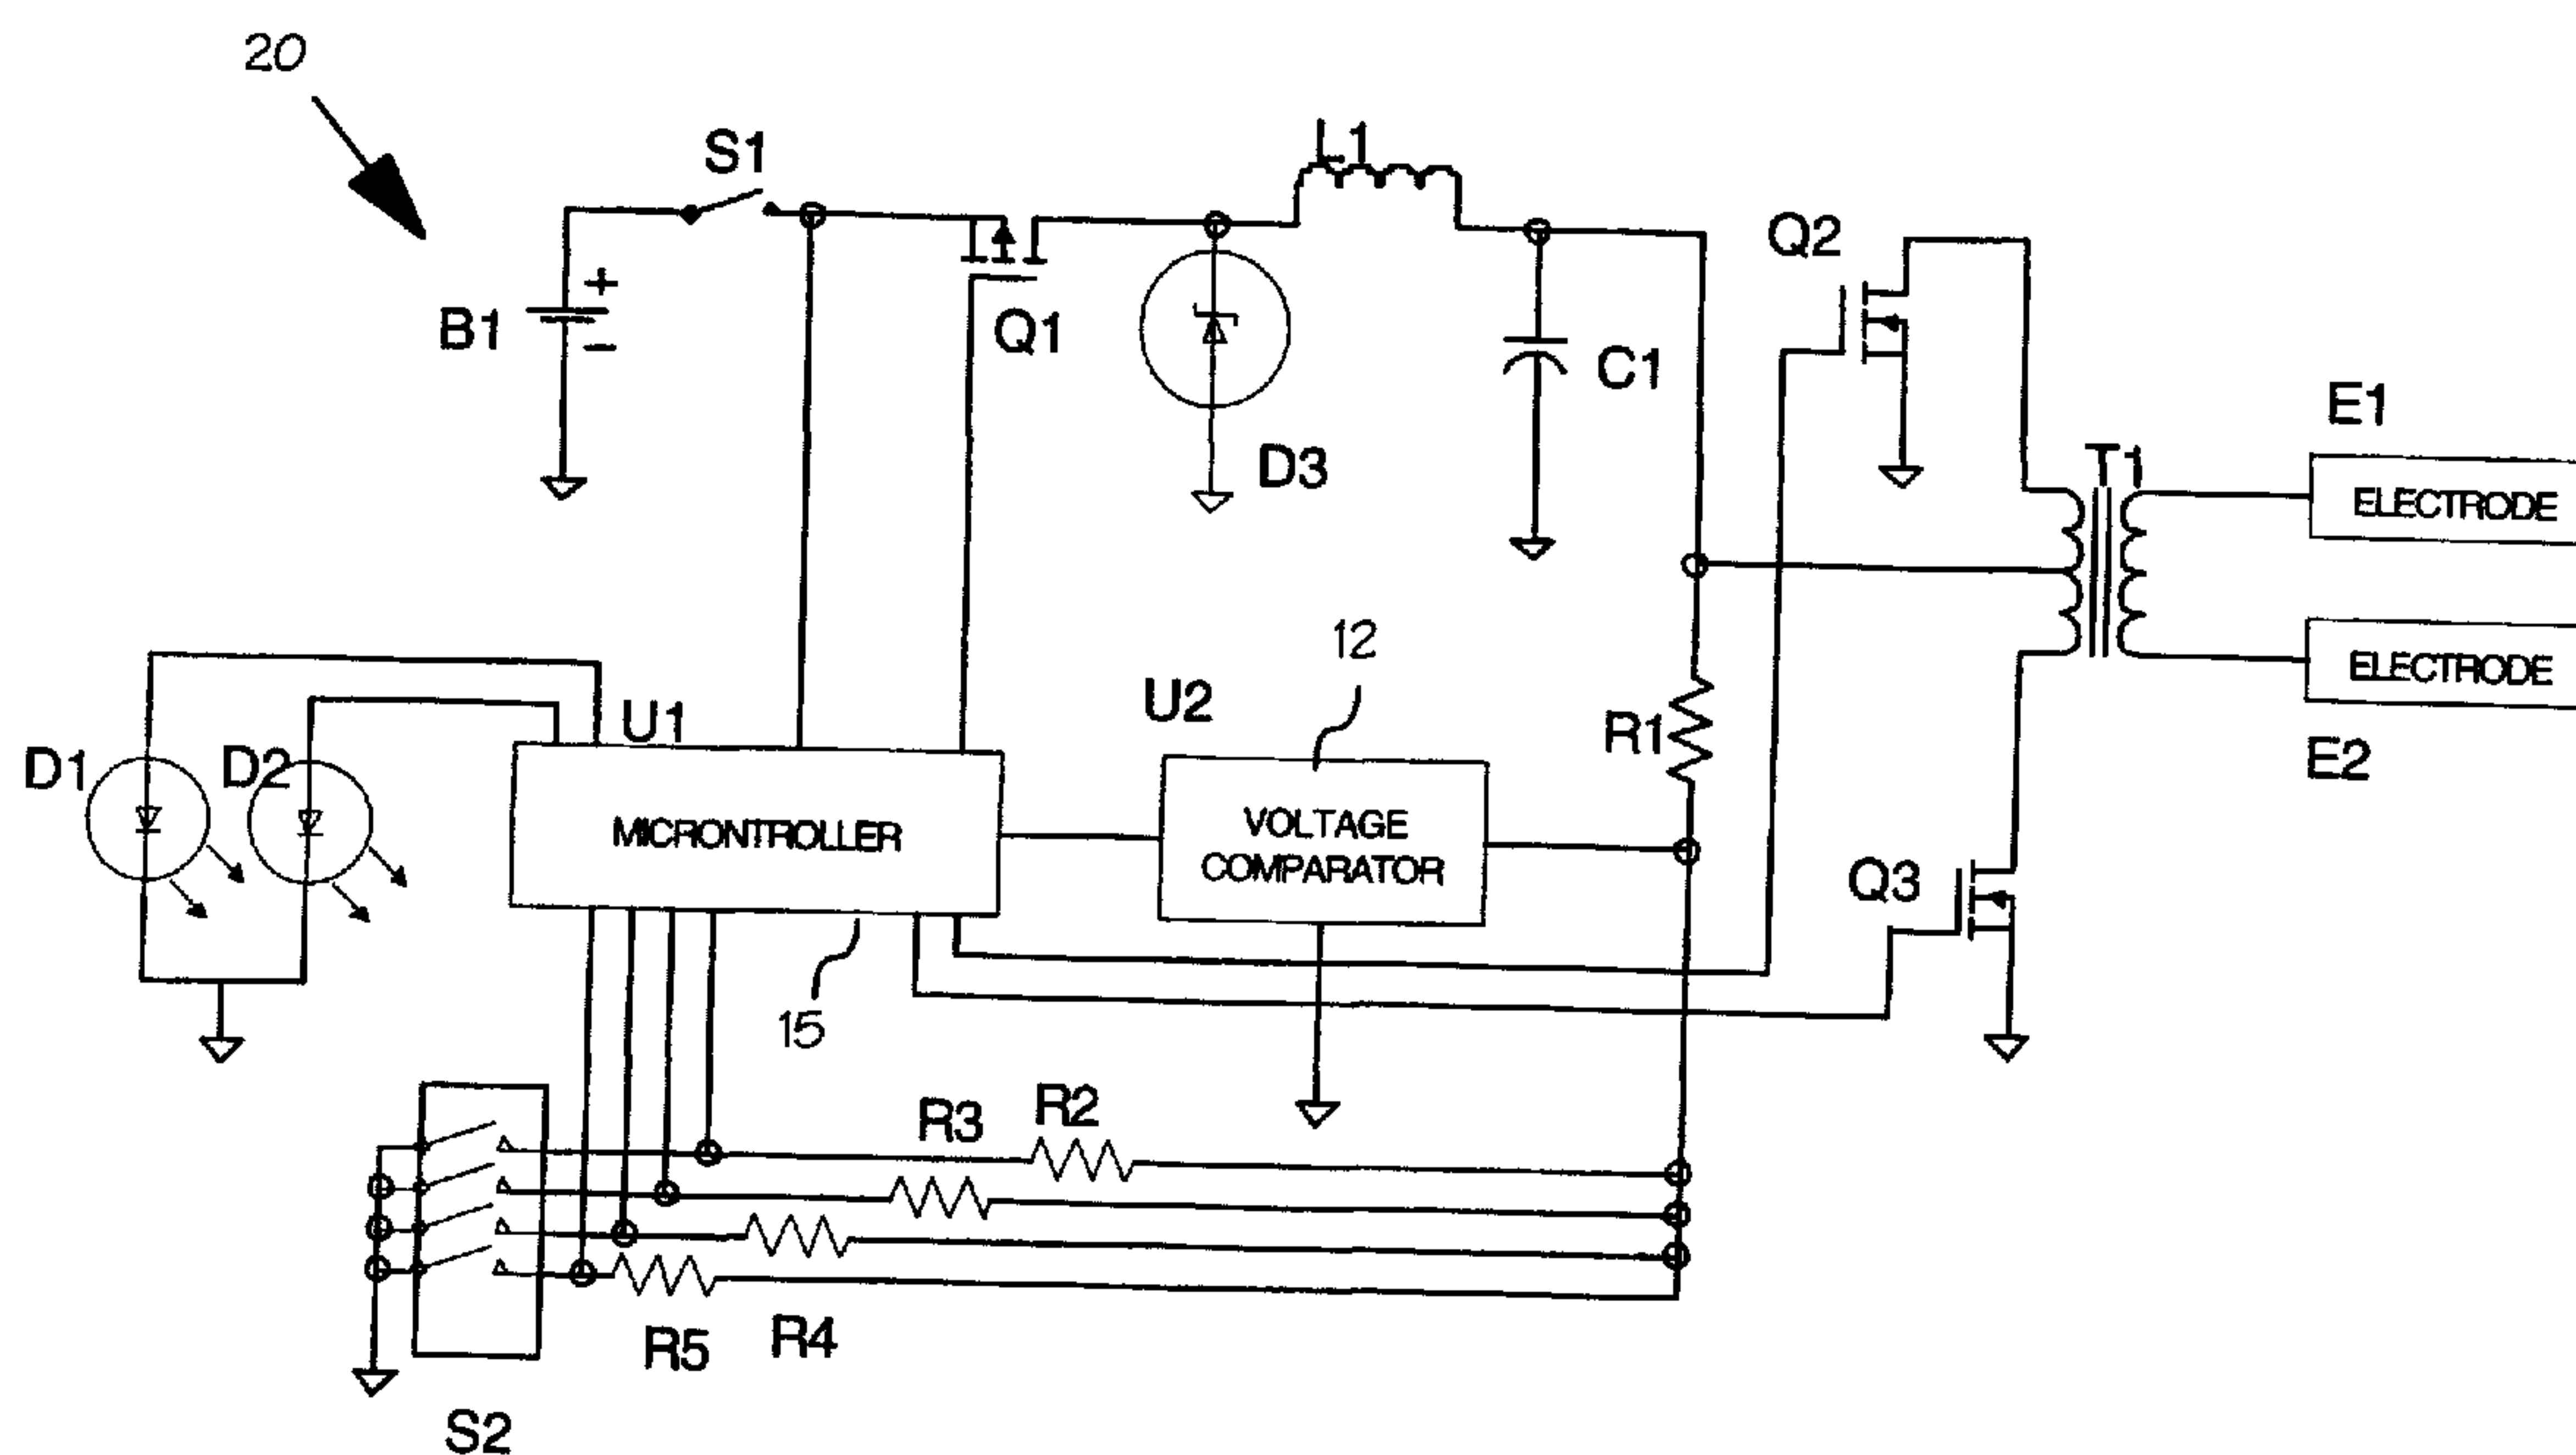 20
S1
L1
Q2
B1
+
−
Q1
C1
D3
E1
T1
ELECTRODE
12
U1
U2
R1
ELECTRODE
E2
D1
D2
MICRONTROLLER
VOLTAGE
COMPARATOR
Q3
15
R3
R2
R5
R4
S2